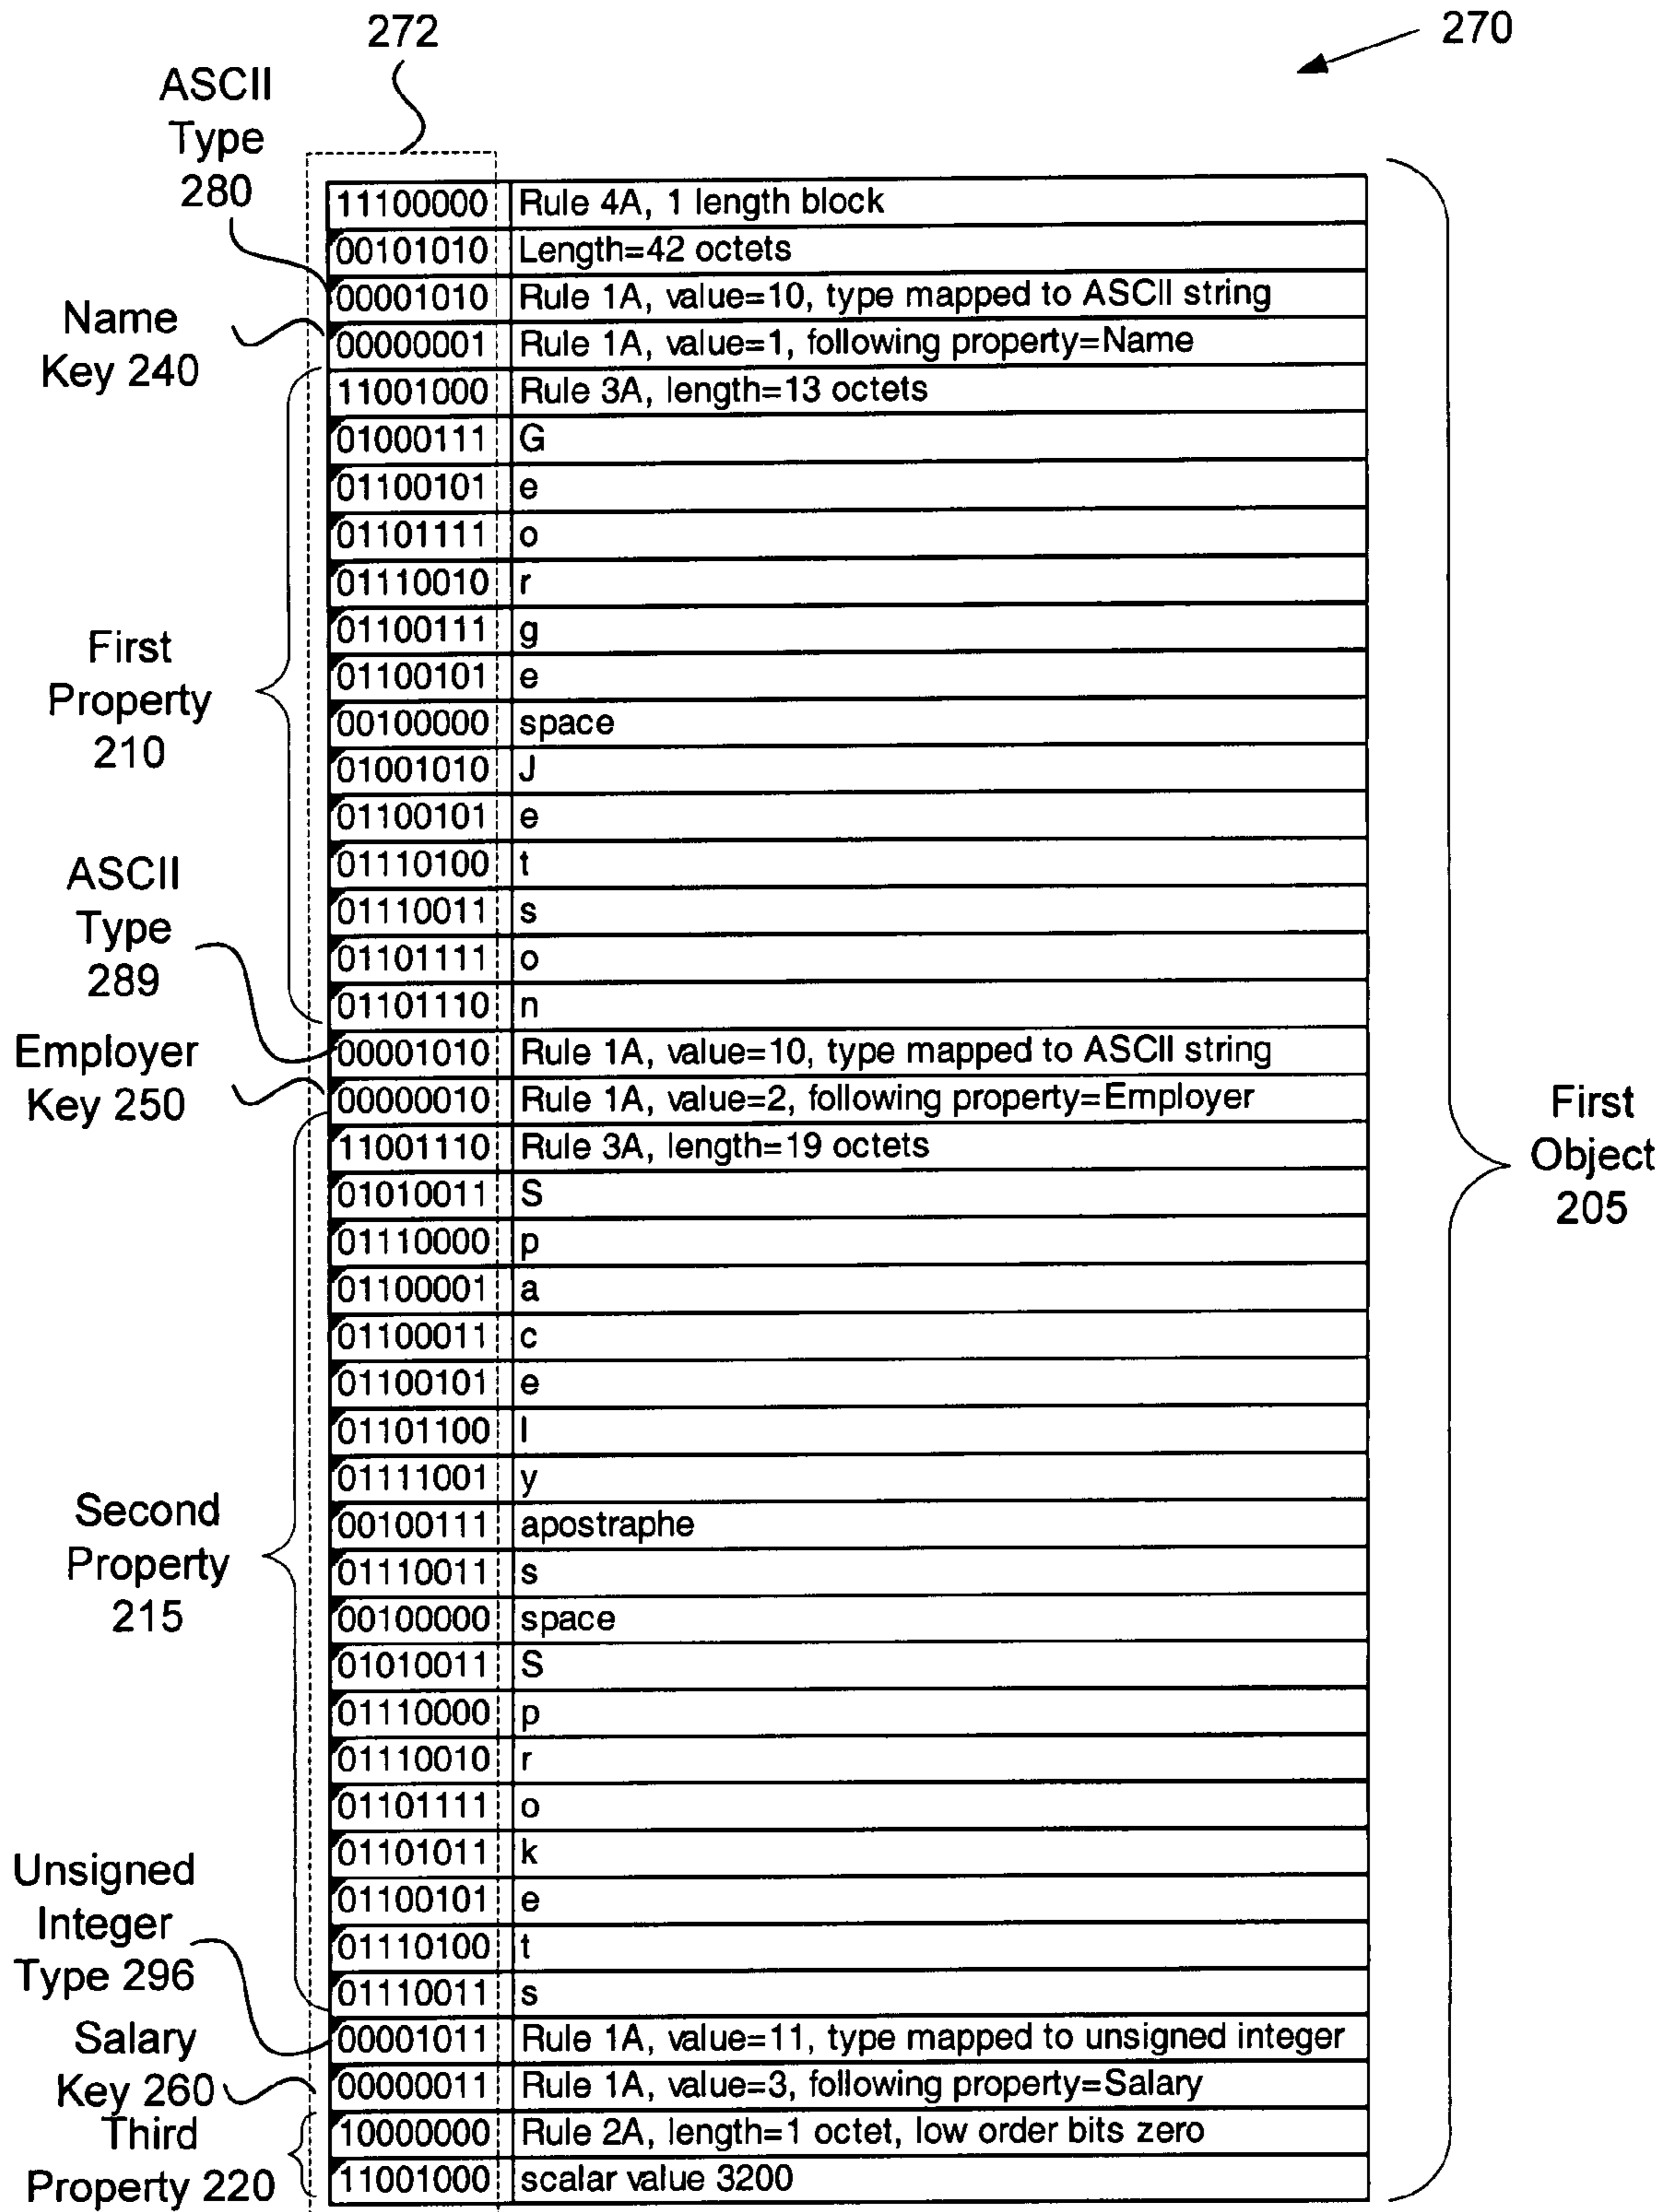 272
270
ASCII
Type
280
11100000 Rule 4A, 1 length block
00101010 Length=42 octets
00001010 Rule 1A, value=10, type mapped to ASCII string
Name
Key 240
00000001 Rule 1A, value=1, following property=Name
11001000 Rule 3A, length=13 octets
01000111 G
01100101 e
01101111 o
01110010 r
01100111 g
01100101 e
First
Property
210
00100000 space
01001010 J
01100101 e
01110100 t
01110011 s
01101111 o
01101110 n
ASCII
Type
289
00001010 Rule 1A, value=10, type mapped to ASCII string
Employer
Key 250
00000010 Rule 1A, value=2, following property=Employer
First
Object
205
11001110 Rule 3A, length=19 octets
01010011 S
01110000 p
01100001 a
01100011 c
01100101 e
01101100 l
01111001 y
00100111 apostraphe
Second
Property
215
01110011 s
00100000 space
01010011 S
01110000 p
01110010 r
01101111 o
01101011 k
01100101 e
01110100 t
01110011 s
Unsigned
Integer
Type 296
00001011 Rule 1A, value=11, type mapped to unsigned integer
Salary
Key 260
00000011 Rule 1A, value=3, following property=Salary
Third
Property 220
10000000 Rule 2A, length=1 octet, low order bits zero
11001000 scalar value 3200